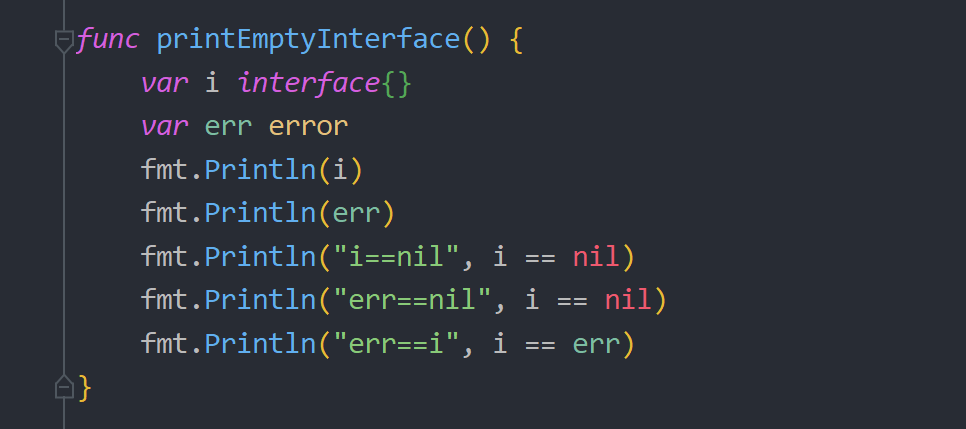 func printEmptyInterface() {
    var i interface{}
    var err error
    fmt.Println(i)
    fmt.Println(err)
    fmt.Println("i==nil", i == nil)
    fmt.Println("err==nil", i == nil)
    fmt.Println("err==i", i == err)
}